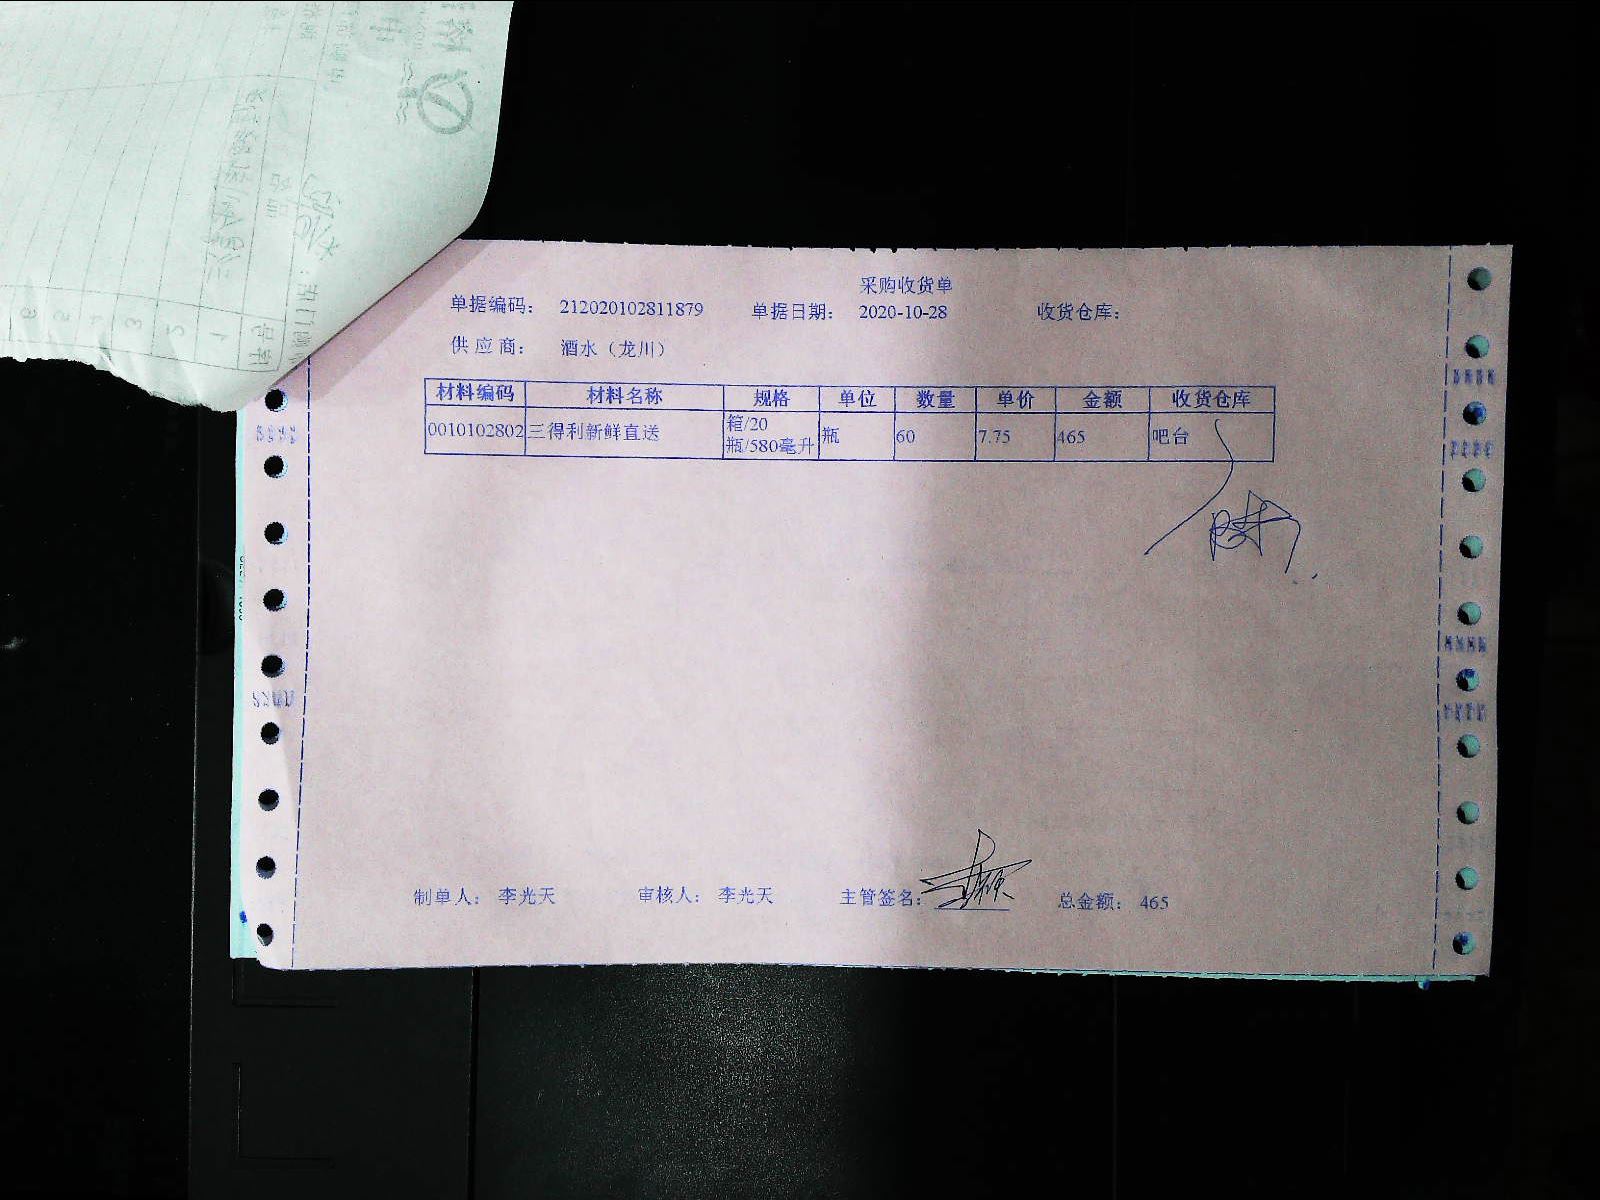 采购收货单
单据编码： 212020102811879 单据日期： 2020-10-28 收货仓库：
供应商： 酒水（龙川）
材料编码 材料名称 规格 单位 数量 单价 金额 收货仓库
0010102802 三得利新鲜直送 箱/20瓶/580毫升 瓶 60 7.75 465 吧台
制单人： 李光天 审核人： 李光天 主管签名： 总金额： 465